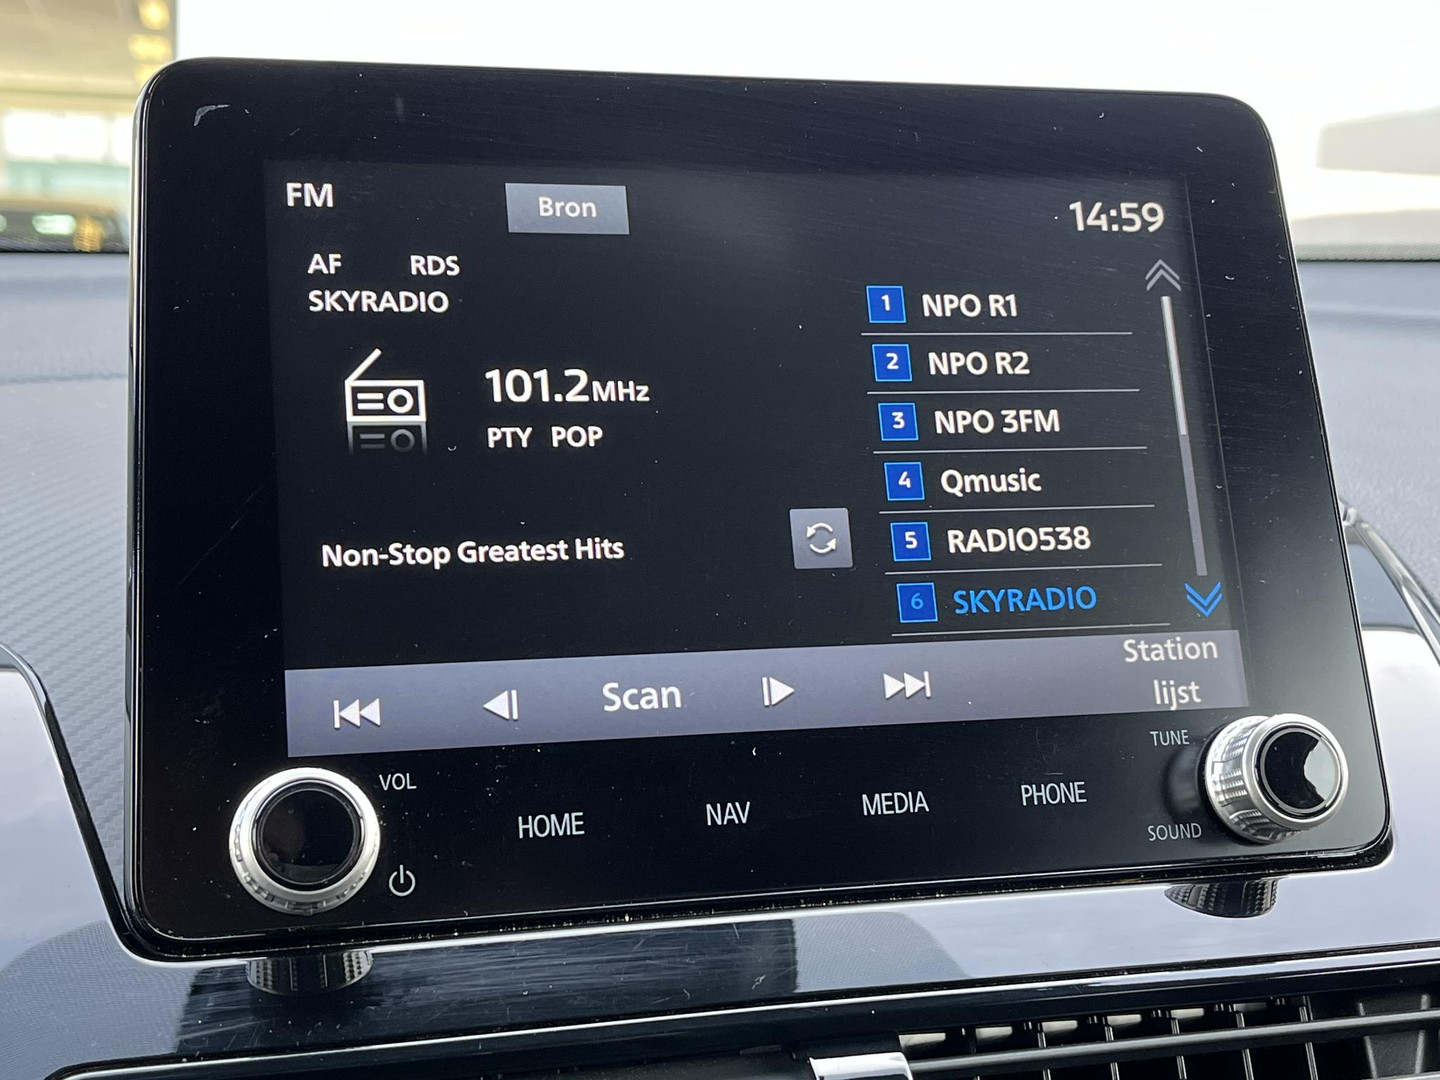 FM
Bron
14:59
AF RDS
SKYRADIO
101.2MHz
PTY POP
Non-Stop Greatest Hits
1 NPO R1
2 NPO R2
3 NPO 3FM
4 Qmusic
5 RADIO538
6 SKYRADIO
Scan
Station
lijst
VOL
HOME
NAV
MEDIA
PHONE
TUNE
SOUND